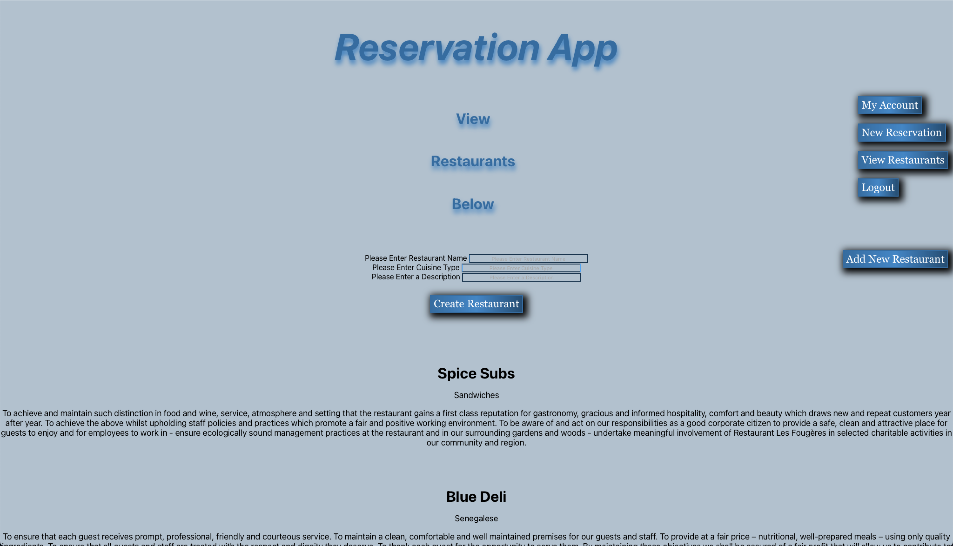 Reservation App
My Account
View
New Reservation
View Restaurants
Restaurants
Logout
Below
Please Enter Restaurant Name
Add New Restaurant
Please Enter Cuisine Type
Please Enter a Description
Create Restaurant
Spice Subs
Sandwiches
To achieve and maintain such distinction in food and wine, service, atmosphere and setting that the restaurant gains a first class reputation for gastronomy, gracious and informed hospitality, comfort and beauty which draws new and repeat customers year
after year. To achieve the above whilst upholding staff policies and practices which promote a fair and positive working environment. To be aware of and act on our responsibilities as a good corporate citizen to provide a safe, clean and attractive place for
guests to enjoy and for employees to work in - ensure ecologically sound management practices at the restaurant and in our surrounding gardens and woods - undertake meaningful involvement of Restaurant Les Fougères in selected charitable activities in
our community and region.
Blue Deli
Senegalese
To ensure that each guest receives prompt, professional, friendly and courteous service. To maintain a clean, comfortable and well maintained premises for our guests and staff. To provide at a fair price – nutritional, well-prepared meals – using only quality